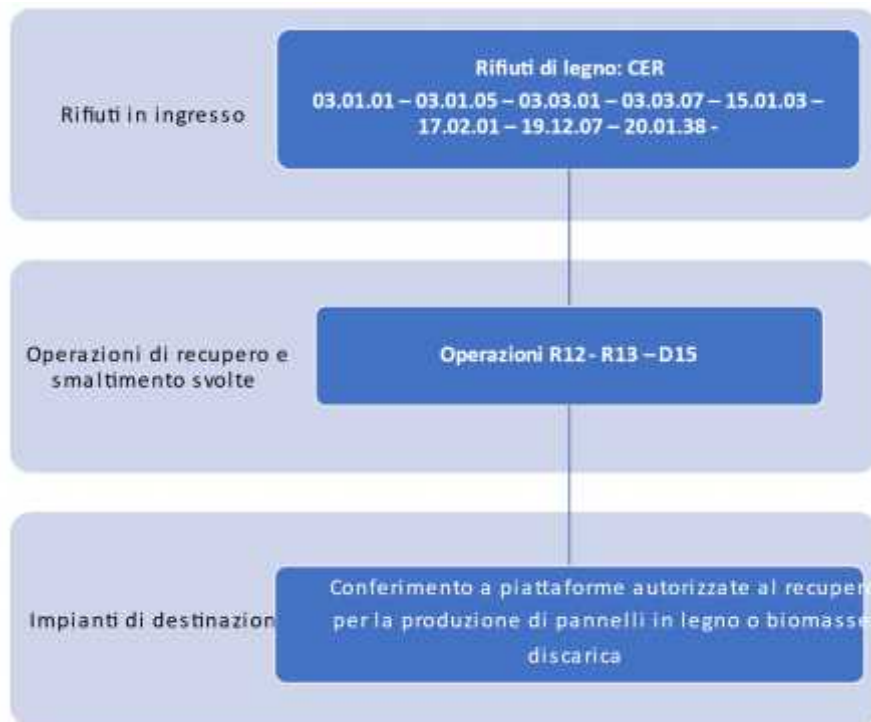 Rifiuti in ingresso
Rifiuti di legno: CER
03.01.01 – 03.01.05 – 03.03.01 – 03.03.07 – 15.01.03 –
17.02.01 – 19.12.07 – 20.01.38 -
Operazioni di recupero e
smaltimento svolte
Operazioni R12 - R13 – D15
Impianti di destinazion
Conferimento a piattaforme autorizzate al recupero
per la produzione di pannelli in legno o biomasse
discarica